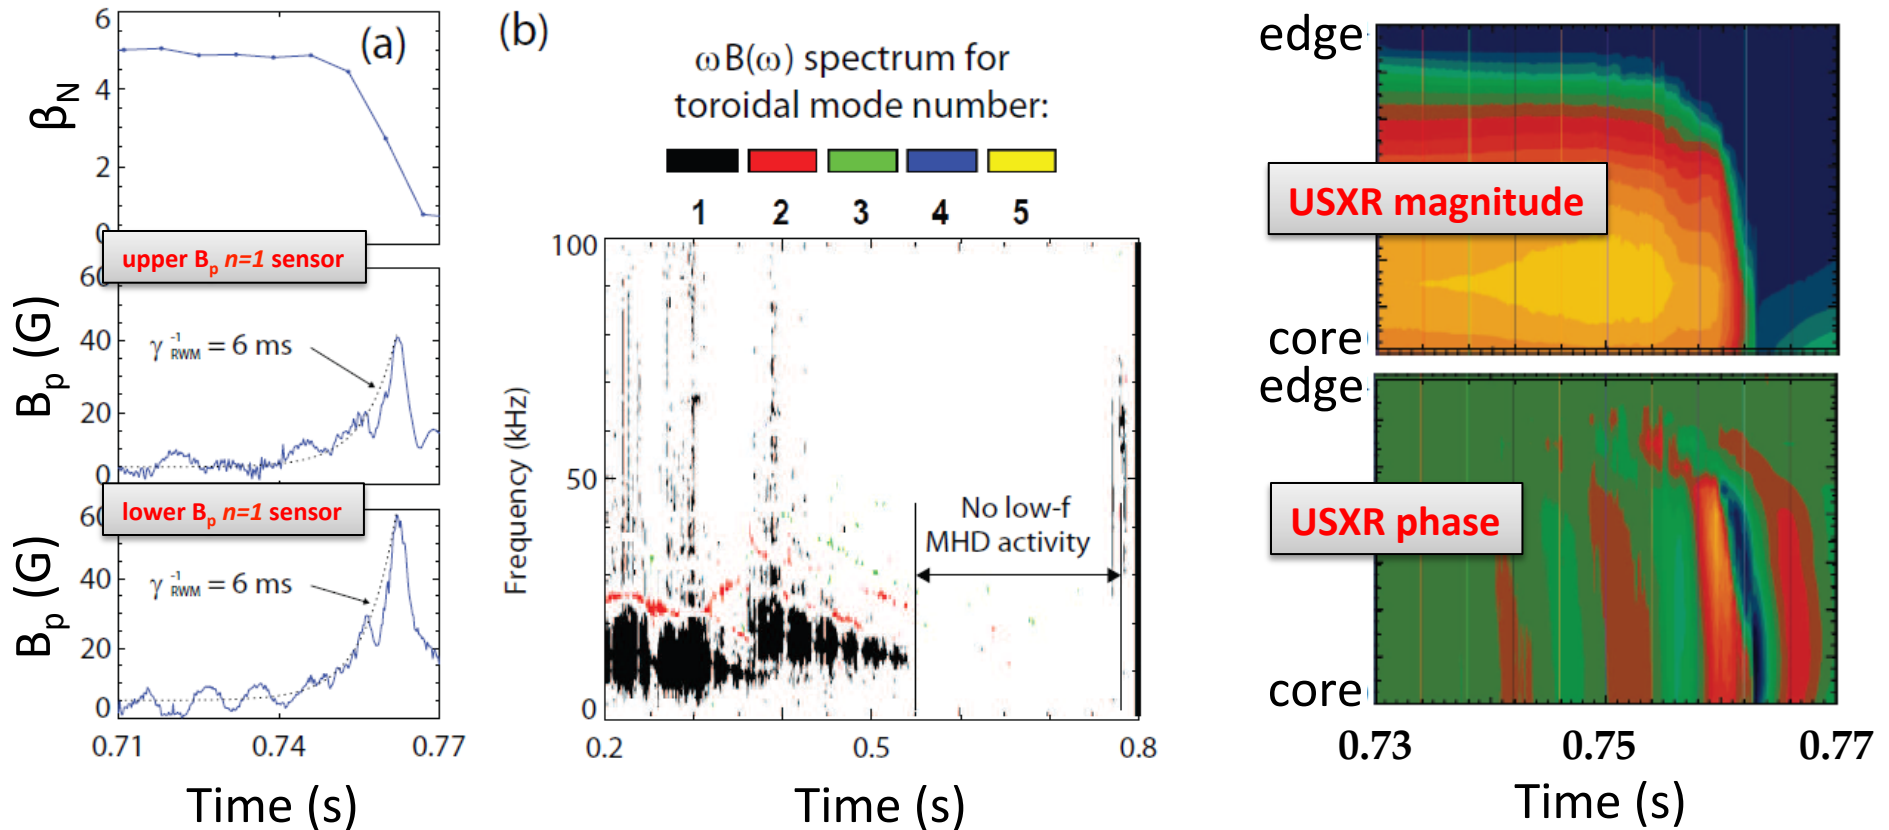 (a)
6
4
2
0
β_N
upper B_p n=1 sensor
60
40
20
0
B_p (G)
γ_RWM^-1 = 6 ms
lower B_p n=1 sensor
60
40
20
0
B_p (G)
γ_RWM^-1 = 6 ms
0.71 0.74 0.77
Time (s)
(b)
ωB(ω) spectrum for
toroidal mode number:
1 2 3 4 5
100
50
0
Frequency (kHz)
No low-f
MHD activity
0.2 0.5 0.8
Time (s)
edge
USXR magnitude
core
edge
USXR phase
core
0.73 0.75 0.77
Time (s)